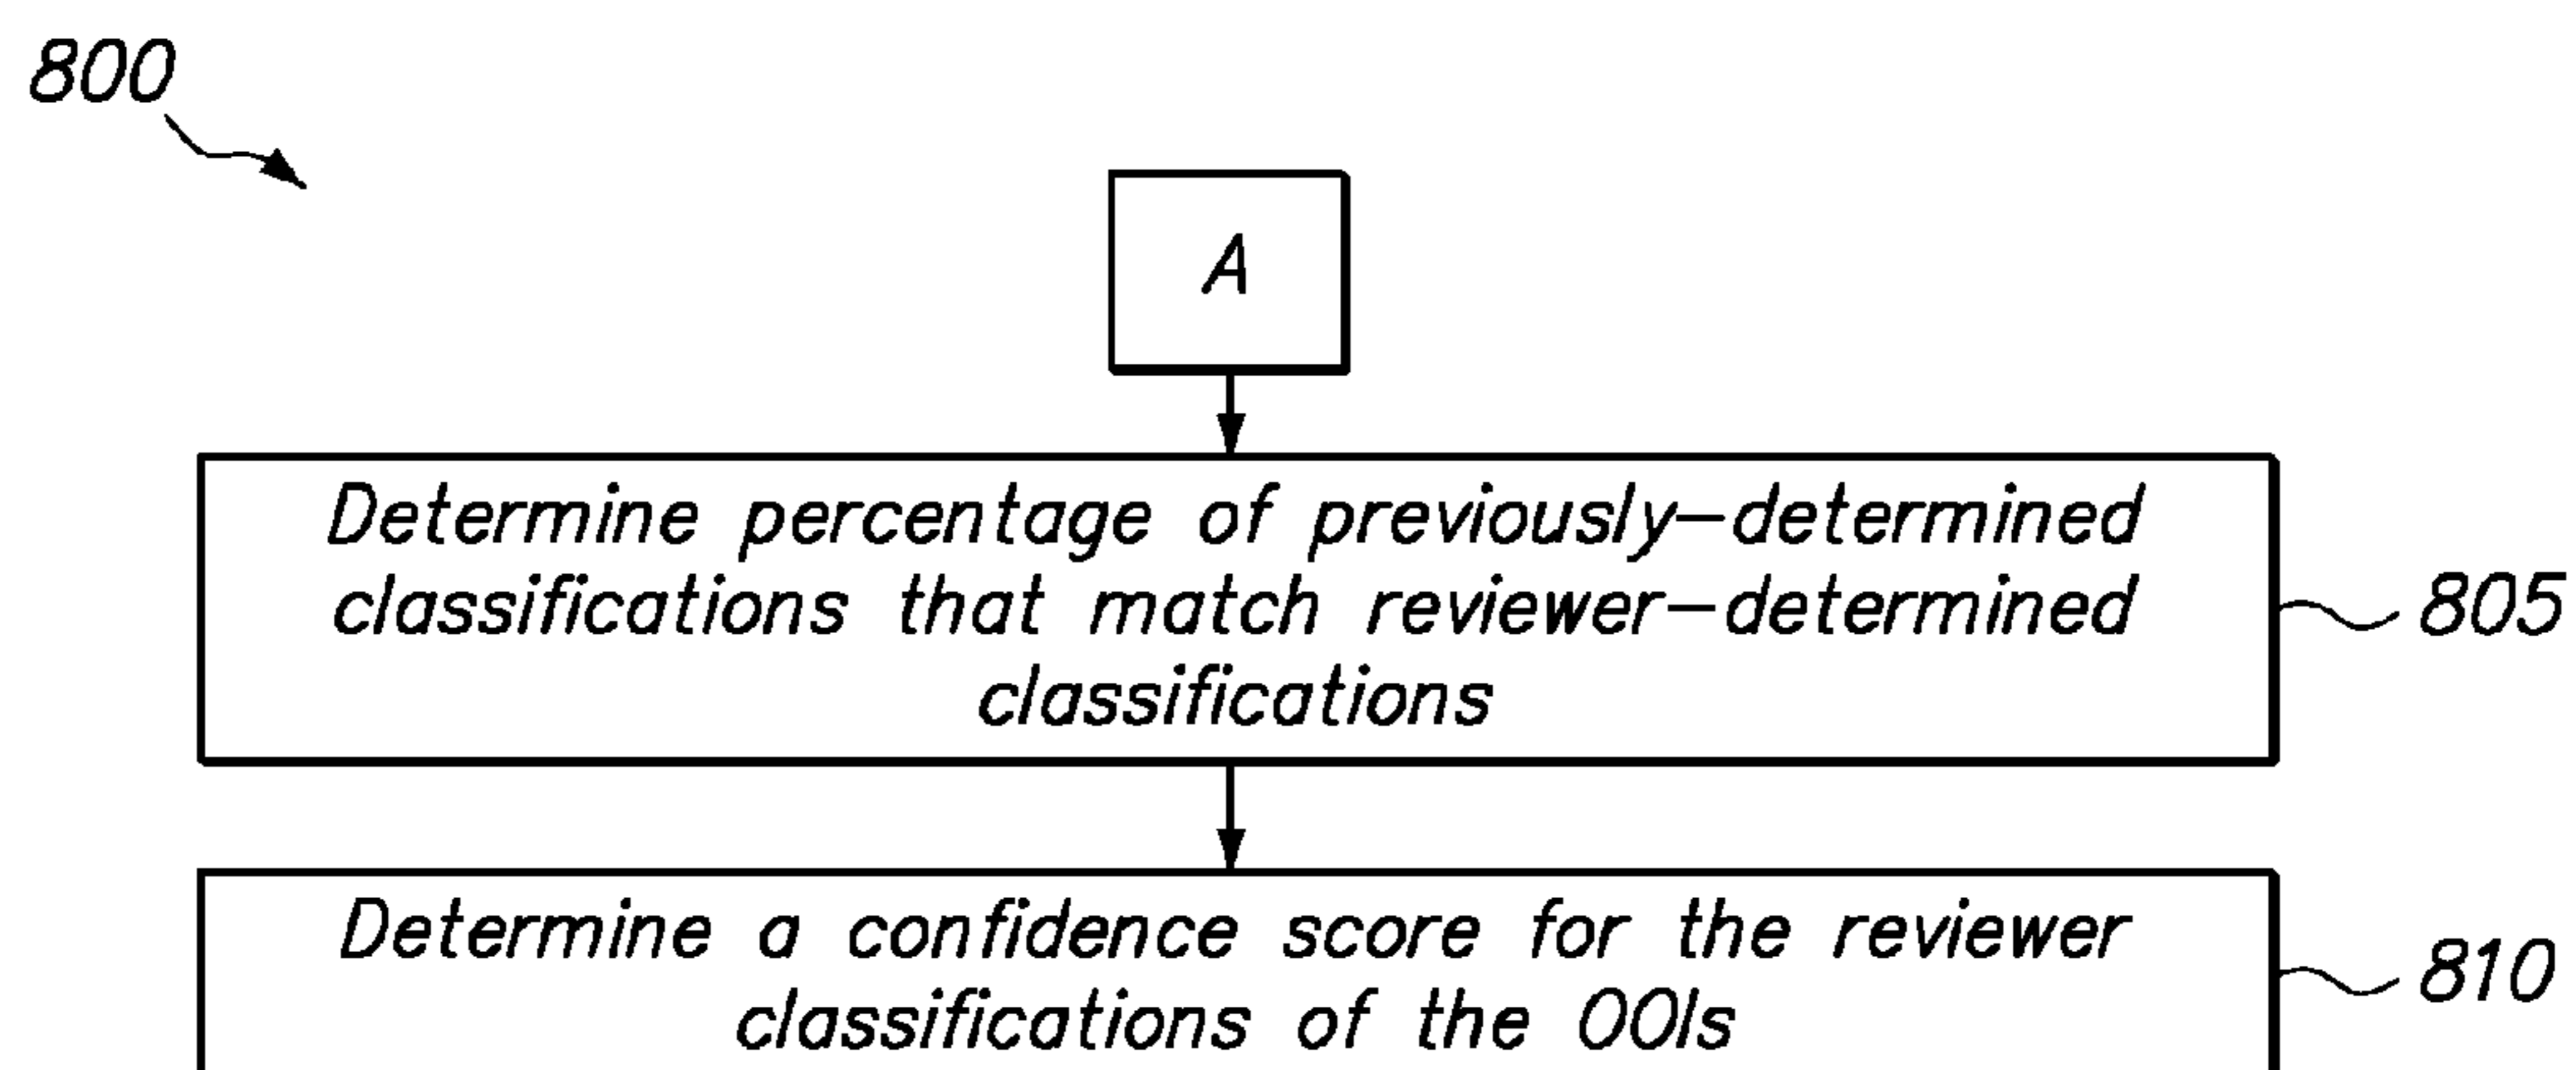 800
A
Determine percentage of previously-determined
classifications that match reviewer-determined
classifications
805
Determine a confidence score for the reviewer
classifications of the OOIs
810